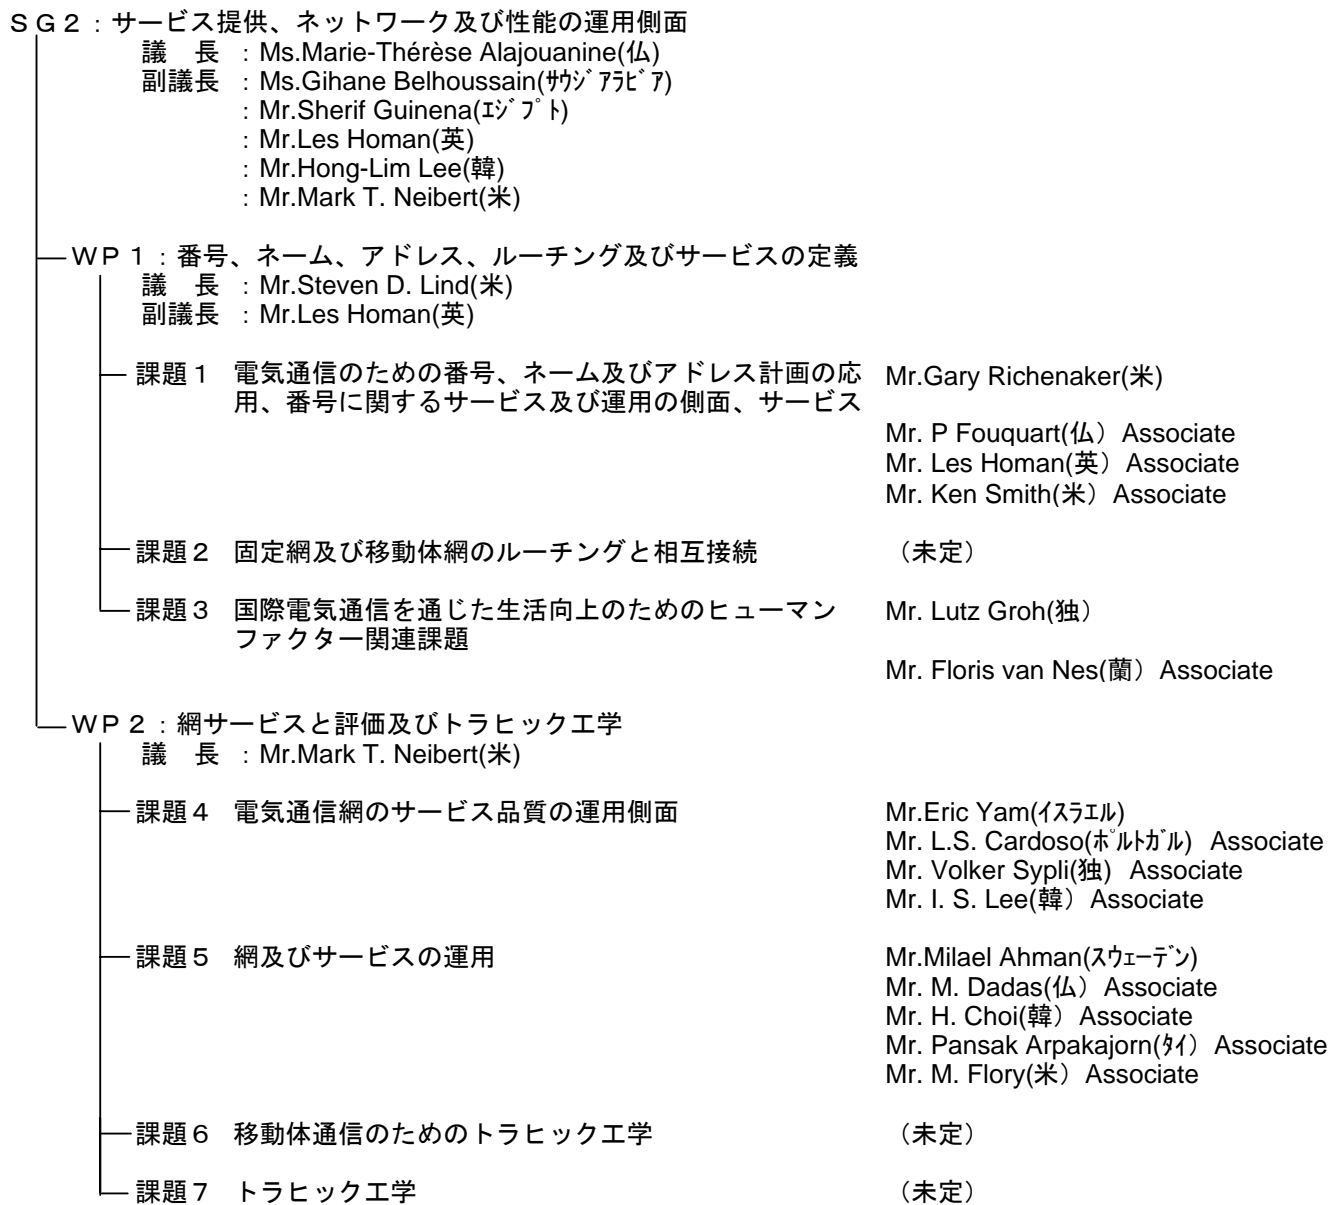 ＳＧ２：サービス提供、ネットワーク及び性能の運用側面
議　長　：Ms.Marie-Thérèse Alajouanine(仏)
副議長　：Ms.Gihane Belhoussain(ｻｳｼﾞｱﾗﾋﾞｱ)
：Mr.Sherif Guinena(ｴｼﾞﾌﾟﾄ)
：Mr.Les Homan(英)
：Mr.Hong-Lim Lee(韓)
：Mr.Mark T. Neibert(米)
ＷＰ１：番号、ネーム、アドレス、ルーチング及びサービスの定義
議　長　：Mr.Steven D. Lind(米)
副議長　：Mr.Les Homan(英)
課題１　電気通信のための番号、ネーム及びアドレス計画の応　Mr.Gary Richenaker(米)
用、番号に関するサービス及び運用の側面、サービス
Mr. P Fouquart(仏）Associate
Mr. Les Homan(英）Associate
Mr. Ken Smith(米）Associate
課題２　固定網及び移動体網のルーチングと相互接続　（未定）
課題３　国際電気通信を通じた生活向上のためのヒューマン　Mr. Lutz Groh(独）
ファクター関連課題
Mr. Floris van Nes(蘭）Associate
ＷＰ２：網サービスと評価及びトラヒック工学
議　長　：Mr.Mark T. Neibert(米)
課題４　電気通信網のサービス品質の運用側面　Mr.Eric Yam(ｲｽﾗｴﾙ)
Mr. L.S. Cardoso(ﾎﾟﾙﾄｶﾞﾙ）Associate
Mr. Volker Sypli(独）Associate
Mr. I. S. Lee(韓）Associate
課題５　網及びサービスの運用　Mr.Milael Ahman(ｽｳｪｰﾃﾞﾝ)
Mr. M. Dadas(仏）Associate
Mr. H. Choi(韓）Associate
Mr. Pansak Arpakajorn(ﾀｲ）Associate
Mr. M. Flory(米）Associate
課題６　移動体通信のためのトラヒック工学　（未定）
課題７　トラヒック工学　（未定）